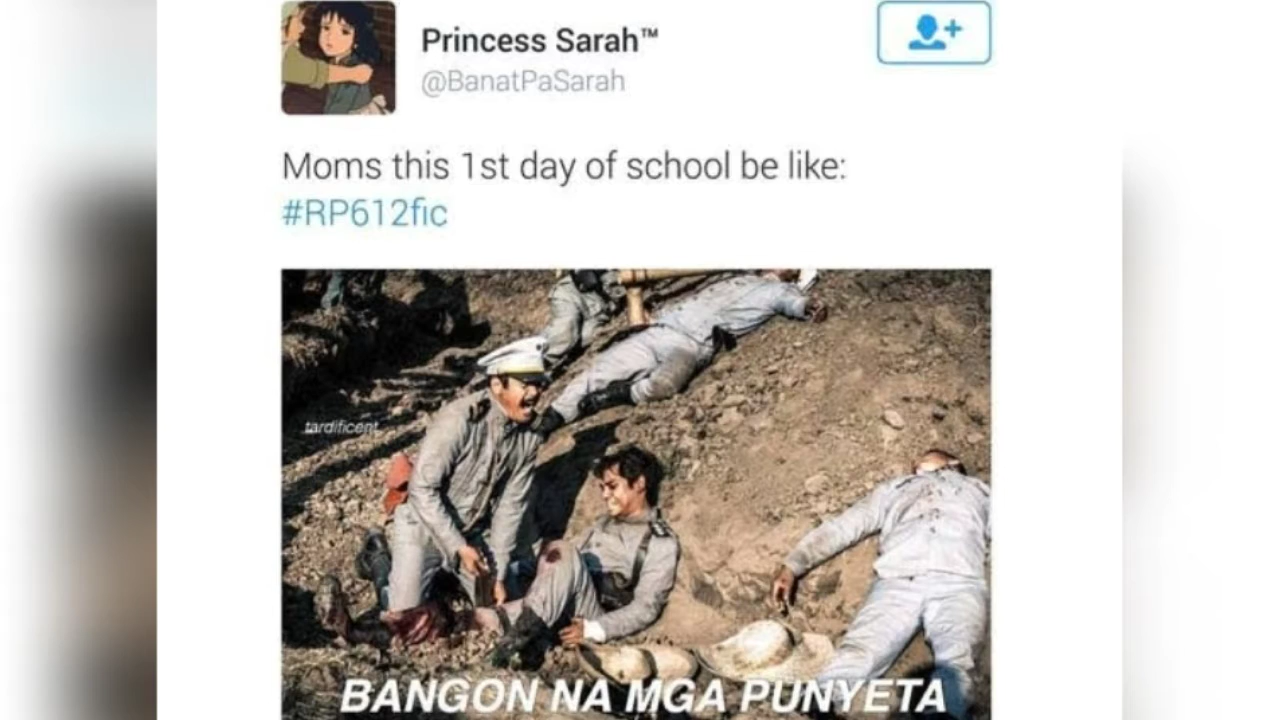 Princess Sarah™
@BanatPaSarah
Moms this 1st day of school be like:
#RP612fic
tardificent
BANGON NA MGA PUNYETA